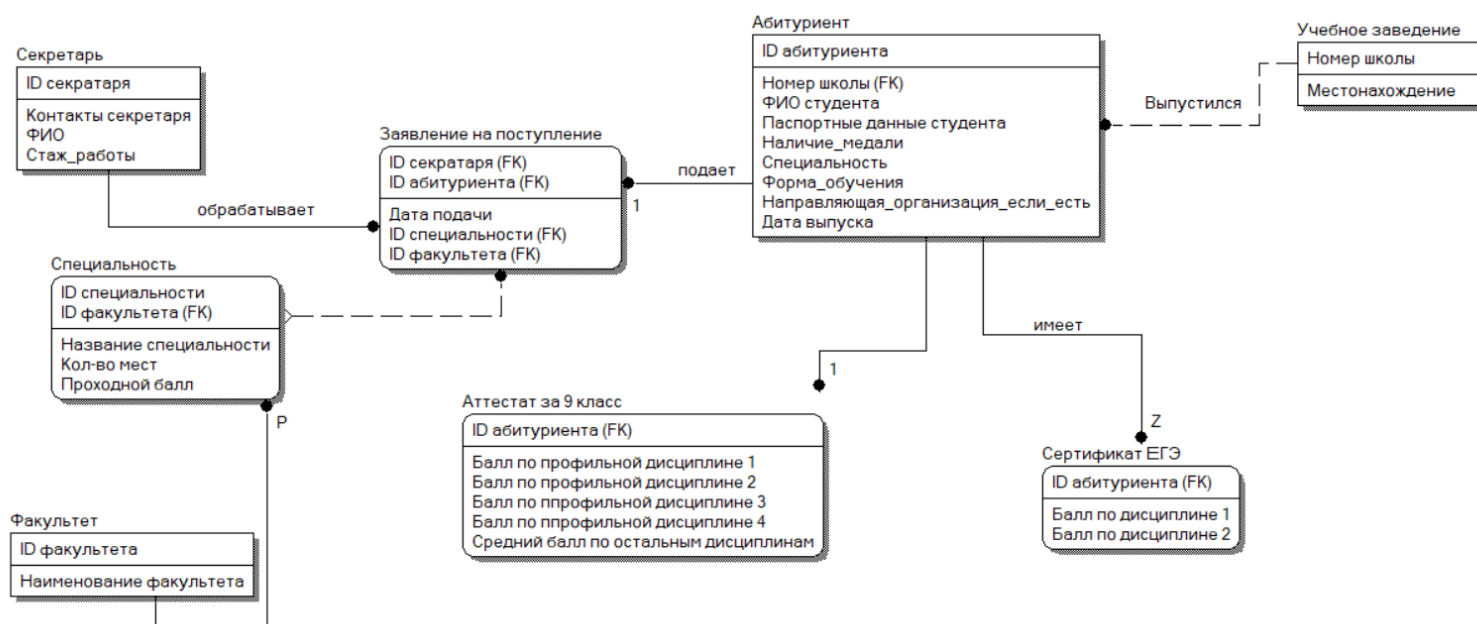 Секретарь
ID секратаря
Контакты секретаря
ФИО
Стаж_работы
обрабатывает
Заявление на поступление
ID секратаря (FK)
ID абитуриента (FK)
Дата подачи
ID специальности (FK)
ID факультета (FK)
подает
1
Абитуриент
ID абитуриента
Номер школы (FK)
ФИО студента
Паспортные данные студента
Наличие_медали
Специальность
Форма_обучения
Направляющая_организация_если_есть
Дата выпуска
Выпустился
Учебное заведение
Номер школы
Местонахождение
Специальность
ID специальности
ID факультета (FK)
Название специальности
Кол-во мест
Проходной балл
P
Факультет
ID факультета
Наименование факультета
1
Аттестат за 9 класс
ID абитуриента (FK)
Балл по профильной дисциплине 1
Балл по профильной дисциплине 2
Балл по ппрофильной дисциплине 3
Балл по ппрофильной дисциплине 4
Средний балл по остальным дисциплинам
имеет
Z
Сертификат ЕГЭ
ID абитуриента (FK)
Балл по дисциплине 1
Балл по дисциплине 2